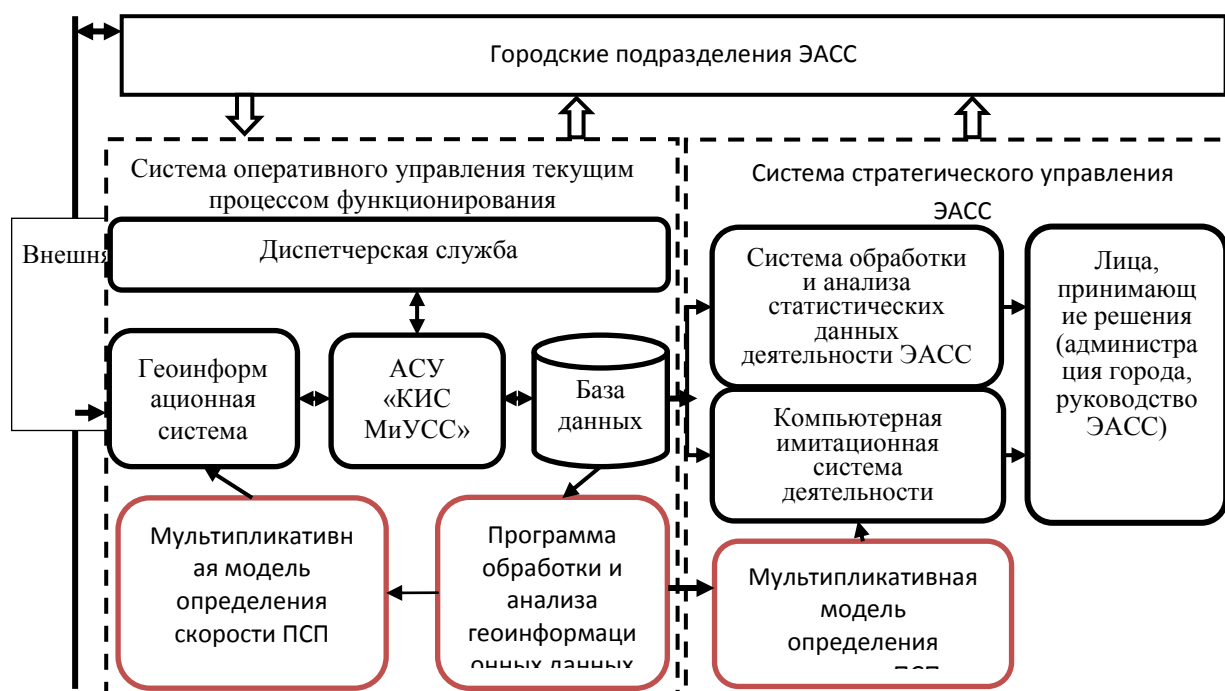 Городские подразделения ЭАСС
Система оперативного управления текущим
процессом функционирования
Система стратегического управления
ЭАСС
Внешня
Диспетчерская служба
Геоинформ
ационная
система
АСУ
«КИС
МиУСС»
База
данных
Система обработки
и анализа
статистических
данных
деятельности ЭАСС
Компьютерная
имитационная
система
деятельности
Лица,
принимающ
ие решения
(администра
ция города,
руководство
ЭАСС)
Мультипликативн
ая модель
определения
скорости ПСП
Программа
обработки и
анализа
геоинформаци
онных данных
Мультипликативная
модель
определения